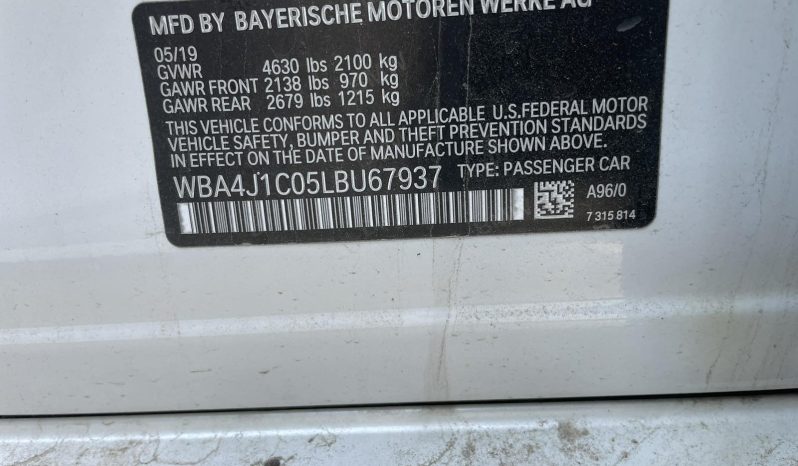 MFD BY BAYERISCHE MOTOREN WERKE AG
05/19
GVWR 4630 lbs 2100 kg
GAWR FRONT 2138 lbs 970 kg
GAWR REAR 2679 lbs 1215 kg
THIS VEHICLE CONFORMS TO ALL APPLICABLE U.S.FEDERAL MOTOR
VEHICLE SAFETY, BUMPER AND THEFT PREVENTION STANDARDS
IN EFFECT ON THE DATE OF MANUFACTURE SHOWN ABOVE.
WBA4J1C05LBU67937 TYPE: PASSENGER CAR
A96/0
7 315 814